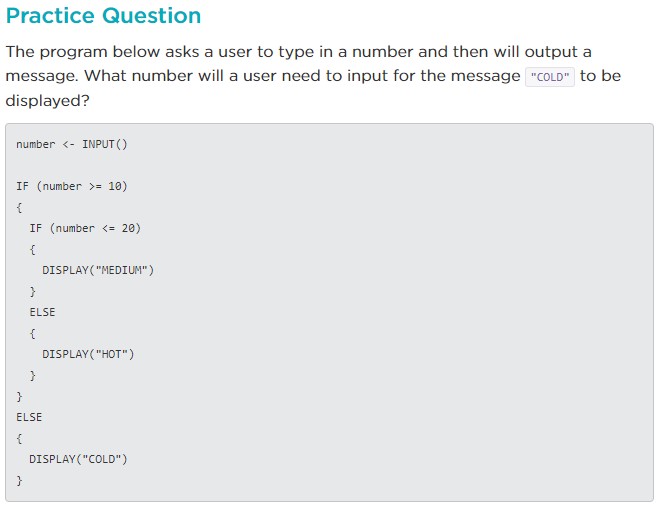 Practice Question
The program below asks a user to type in a number and then will output a
message. What number will a user need to input for the message "COLD" to be
displayed?
number <- INPUT()
IF (number >= 10)
{
IF (number <= 20)
{
DISPLAY("MEDIUM")
}
ELSE
{
DISPLAY("HOT")
}
}
ELSE
{
DISPLAY("COLD")
}